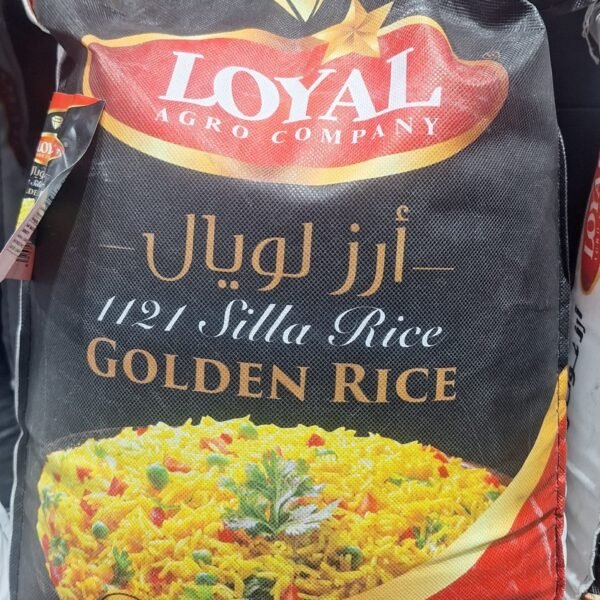 LOYAL
AGRO COMPANY
أرز لويال
1121 Silla Rice
GOLDEN RICE